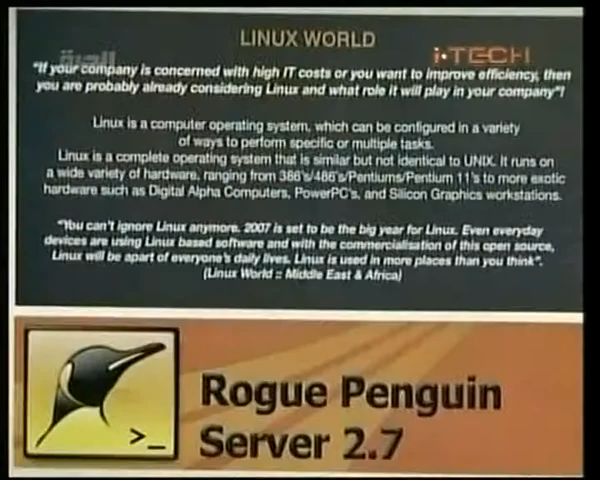 LINUX WORLD
i-TECH
الحرة
"If your company is concerned with high IT costs or you want to improve efficiency, then
you are probably already considering Linux and what role it will play in your company"!
Linux is a computer operating system, which can be configured in a variety
of ways to perform specific or multiple tasks.
Linux is a complete operating system that is similar but not identical to UNIX. It runs on
a wide variety of hardware, ranging from 386's/486's/Pentiums/Pentium 11's to more exotic
hardware such as Digital Alpha Computers, PowerPC's, and Silicon Graphics workstations.
"You can't ignore Linux anymore. 2007 is set to be the big year for Linux. Even everyday
devices are using Linux based software and with the commercialisation of this open source,
Linux will be apart of everyone's daily lives. Linux is used in more places than you think".
(Linux World :: Middle East & Africa)
>_
Rogue Penguin
Server 2.7